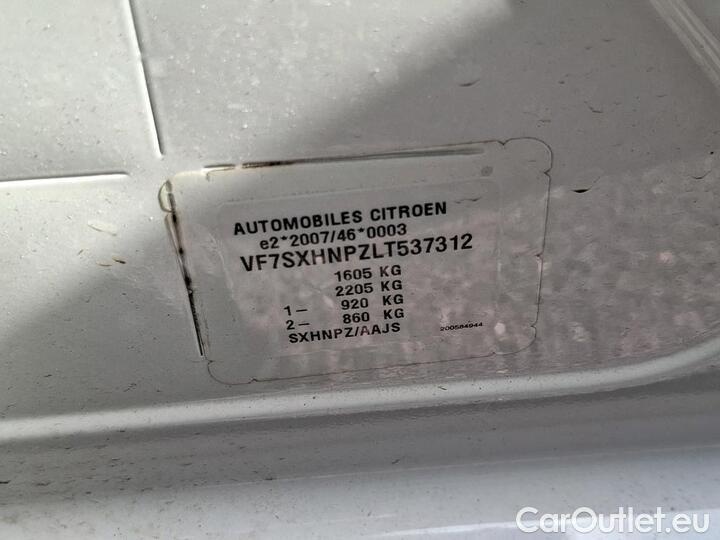 AUTOMOBILES CITROEN
e2*2007/46*0003
VF7SXHNPZLT537312
1605 KG
2205 KG
1– 920 KG
2– 860 KG
SXHNPZ/AAJS 200584944
CarOutlet.eu